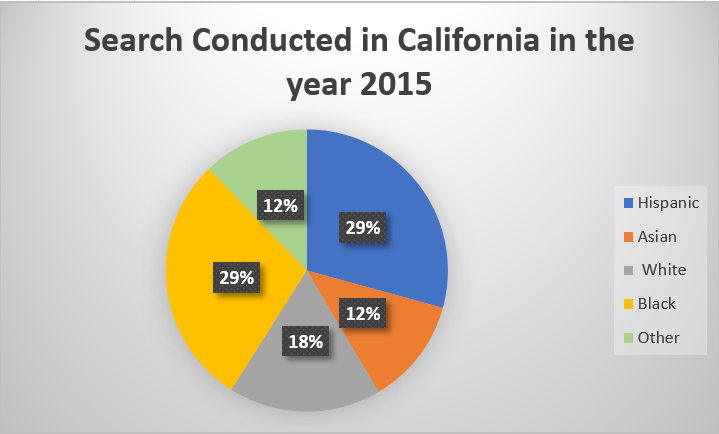 Search Conducted in California in the
year 2015
12%
29%
29%
12%
18%
Hispanic
Asian
White
Black
Other